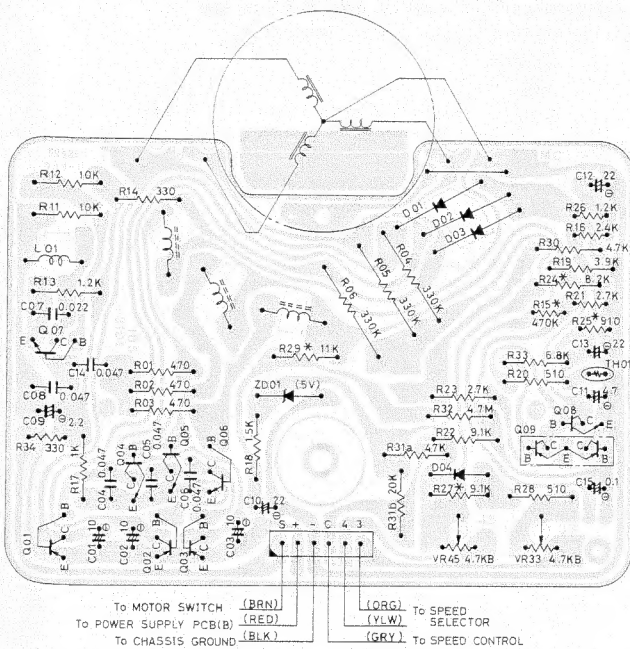 R12 10K
R11 10K
L01
R13 1.2K
C07 0.022
Q07
E C B
C14 0.047
C08 0.047
C09 2.2
R34 330
R14 330
R01 470
R02 470
R03 470
R17 1K
C04 0.047
Q04
B C E
C05 0.047
Q05
B C E
C06 0.047
Q06
B C E
Q01
C B E
C01 10
C02 10
Q02
C B E
Q03
C B E
C03 10
R18 1.5K
C10 22
D01
D02
D03
R04 330K
R05 330K
R06 330K
R29* 11K
ZD01 (5V)
C12 22
R26 1.2K
R16 2.4K
R30 4.7K
R19 3.9K
R24* 8.2K
R21 2.7K
R15* 470K
R25* 910
C13 22
R33 6.8K
TH01
R20 510
C11 4.7
R23 2.7K
R32 4.7M
R22 9.1K
Q08
B C E
Q09
B C E E C B
R31a 47K
D04
R27* 9.1K
R31b 20K
R28 510
C15 0.1
VR45 4.7KB
VR33 4.7KB
S + - C 4 3
To MOTOR SWITCH (BRN)
To POWER SUPPLY PCB(B) (RED)
To CHASSIS GROUND (BLK)
(ORG) To SPEED
(YLW) SELECTOR
(GRY) To SPEED CONTROL